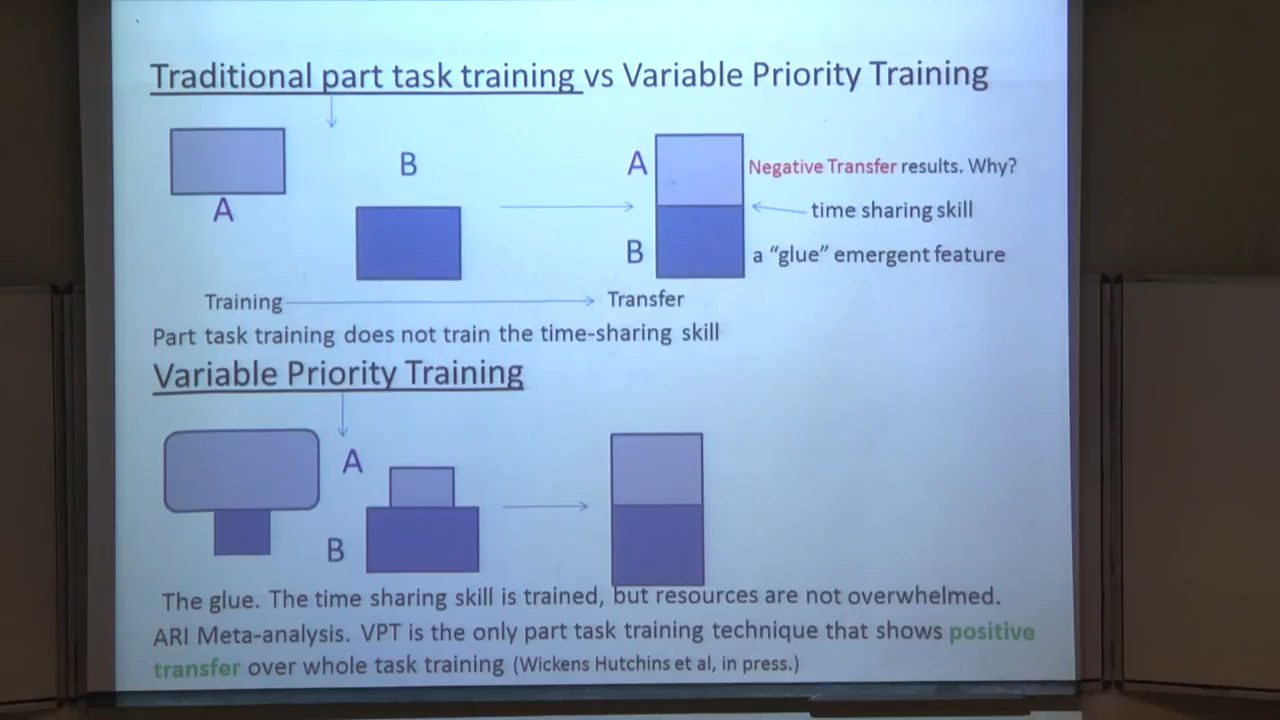 Traditional part task training vs Variable Priority Training
B
A
A
Negative Transfer results. Why?
time sharing skill
B
a “glue” emergent feature
Training
Transfer
Part task training does not train the time-sharing skill
Variable Priority Training
A
B
The glue. The time sharing skill is trained, but resources are not overwhelmed.
ARI Meta-analysis. VPT is the only part task training technique that shows positive
transfer over whole task training (Wickens Hutchins et al, in press.)